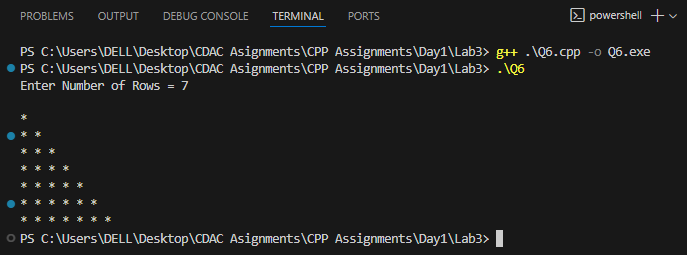 PROBLEMS OUTPUT DEBUG CONSOLE TERMINAL PORTS powershell
PS C:\Users\DELL\Desktop\CDAC Asignments\CPP Assignments\Day1\Lab3> g++ .\Q6.cpp -o Q6.exe
PS C:\Users\DELL\Desktop\CDAC Asignments\CPP Assignments\Day1\Lab3> .\Q6
Enter Number of Rows = 7
*
* *
* * *
* * * *
* * * * *
* * * * * *
* * * * * * *
PS C:\Users\DELL\Desktop\CDAC Asignments\CPP Assignments\Day1\Lab3>